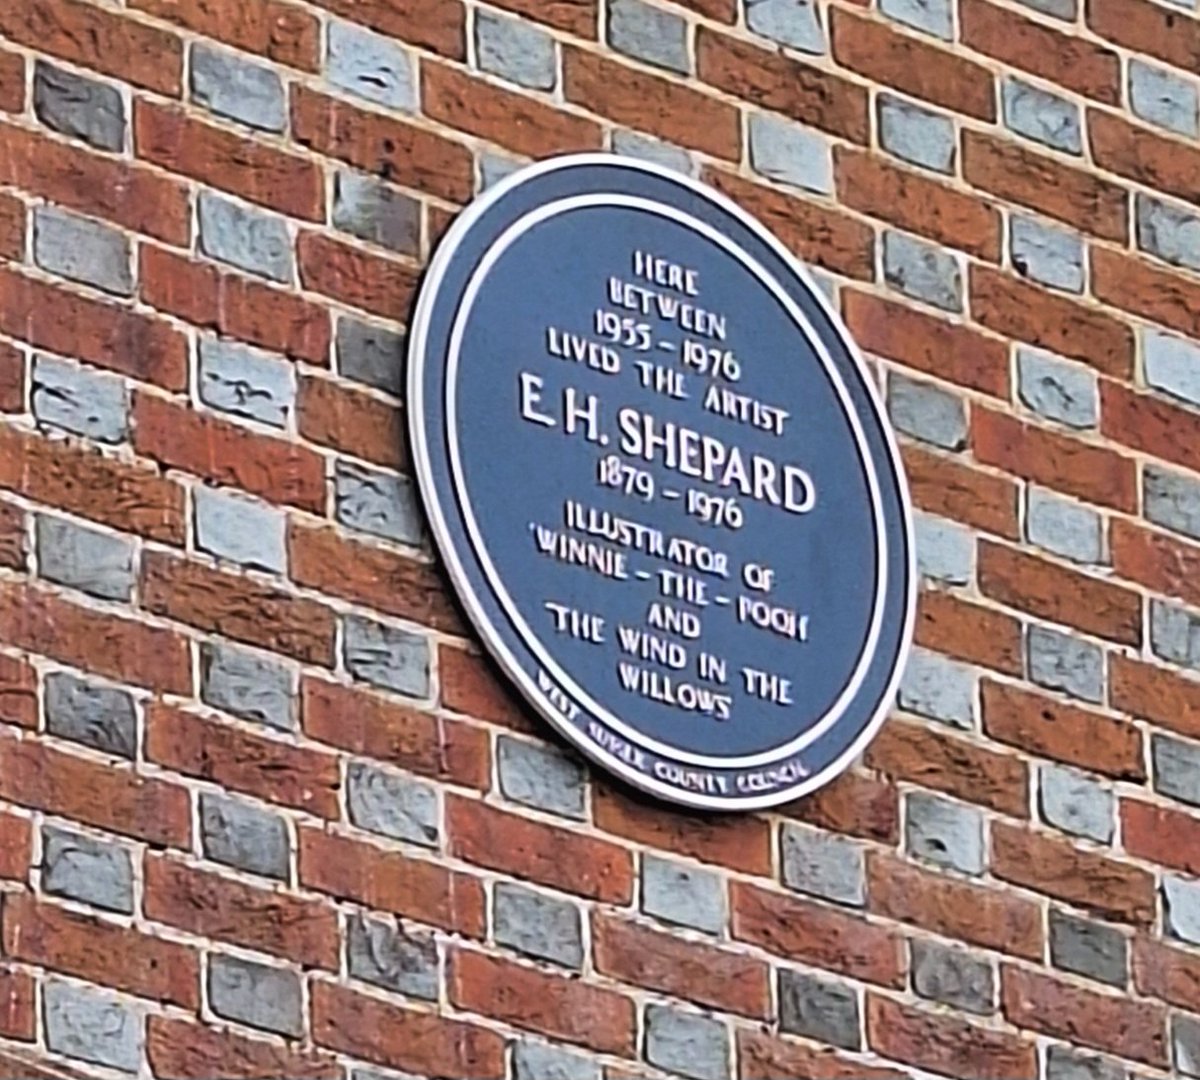 HERE
BETWEEN
1955 - 1976
LIVED THE ARTIST
E. H. SHEPARD
1879 - 1976
ILLUSTRATOR OF
'WINNIE - THE - POOH
AND
THE WIND IN THE
WILLOWS'
WEST SUSSEX COUNTY COUNCIL